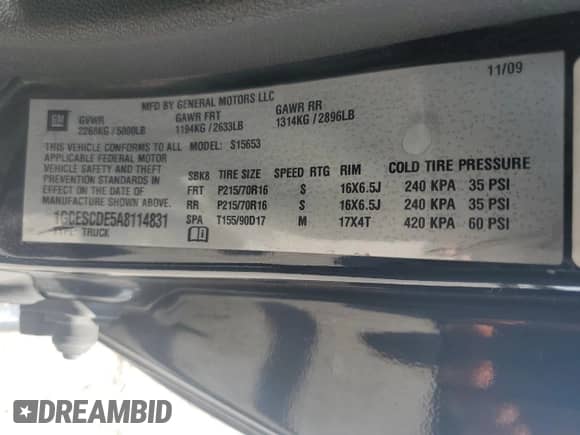 11/09
MFD BY GENERAL MOTORS LLC
GM GVWR GAWR FRT GAWR RR
2268KG / 5000LB 1194KG / 2633LB 1314KG / 2896LB
THIS VEHICLE CONFORMS TO ALL MODEL: S15653
APPLICABLE FEDERAL MOTOR
VEHICLE SAFETY AND THEFT
PREVENTION STANDARDS IN
EFFECT ON THE DATE OF
MANUFACTURE SHOWN ABOVE.
1GCESCDE5A8114831
TYPE: TRUCK
SBK8 TIRE SIZE SPEED RTG RIM COLD TIRE PRESSURE
FRT P215/70R16 S 16X6.5J 240 KPA 35 PSI
RR P215/70R16 S 16X6.5J 240 KPA 35 PSI
SPA T155/90D17 M 17X4T 420 KPA 60 PSI
DREAMBID